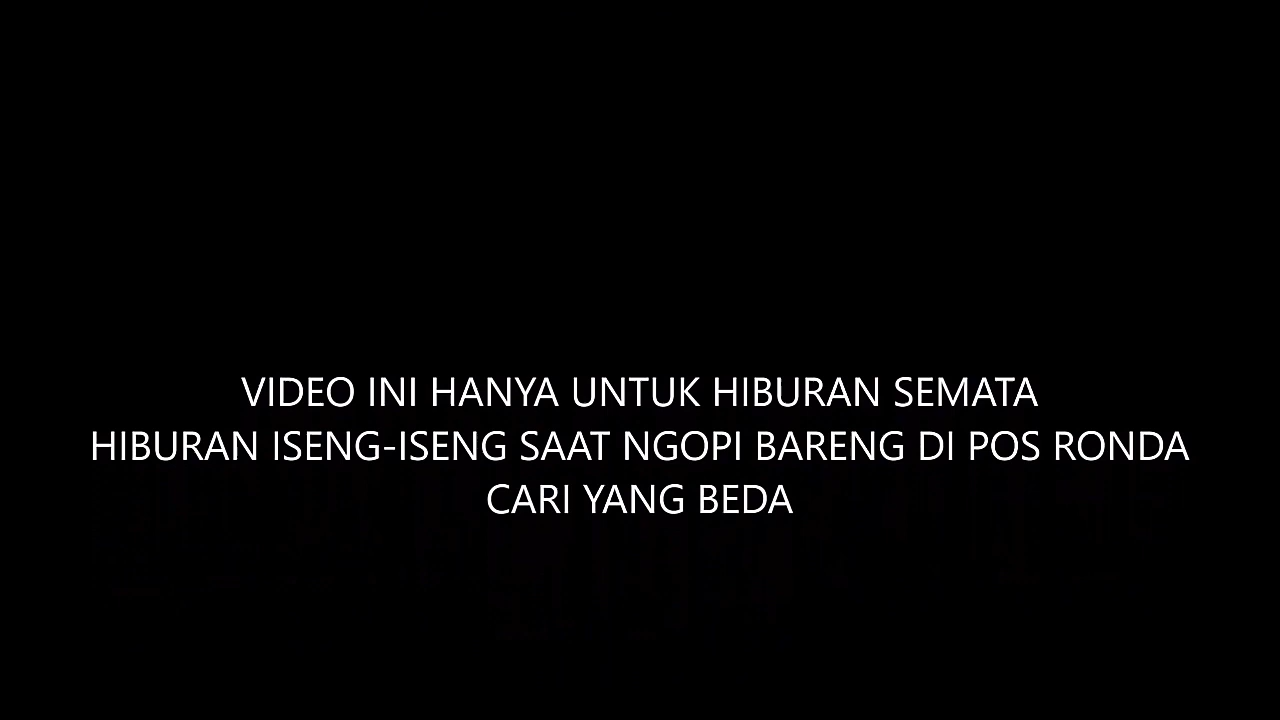 VIDEO INI HANYA UNTUK HIBURAN SEMATA
HIBURAN ISENG-ISENG SAAT NGOPI BARENG DI POS RONDA
CARI YANG BEDA